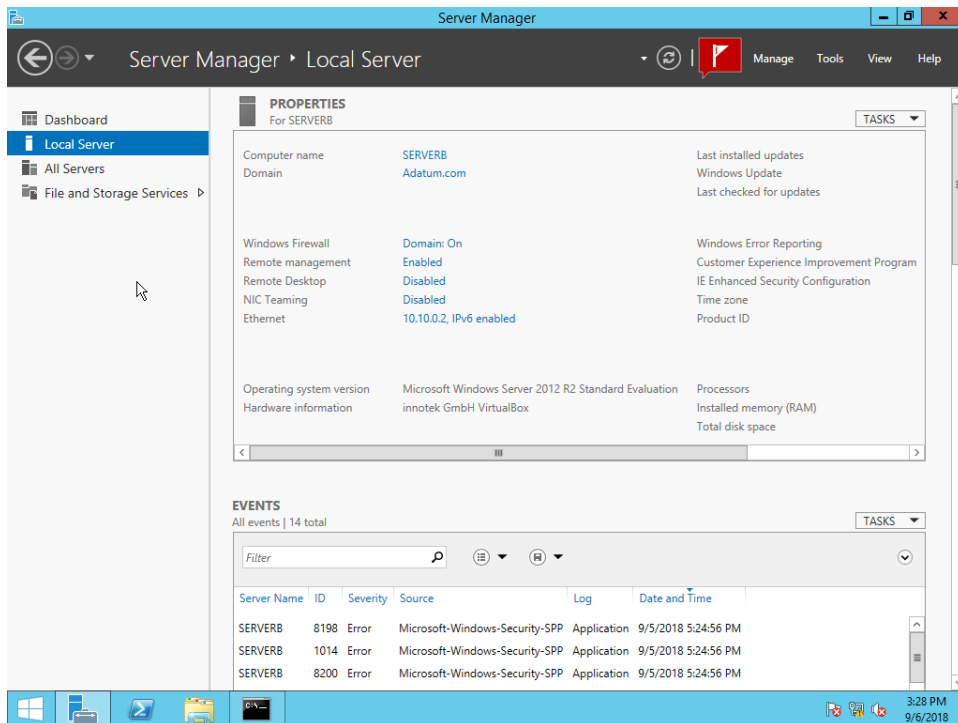 Server Manager
Server Manager ‣ Local Server
Manage Tools View Help
Dashboard
Local Server
All Servers
File and Storage Services
PROPERTIES
For SERVERB
TASKS
Computer name SERVERB Last installed updates
Domain Adatum.com Windows Update
Last checked for updates
Windows Firewall Domain: On Windows Error Reporting
Remote management Enabled Customer Experience Improvement Program
Remote Desktop Disabled IE Enhanced Security Configuration
NIC Teaming Disabled Time zone
Ethernet 10.10.0.2, IPv6 enabled Product ID
Operating system version Microsoft Windows Server 2012 R2 Standard Evaluation Processors
Hardware information innotek GmbH VirtualBox Installed memory (RAM)
Total disk space
EVENTS
All events | 14 total
TASKS
Filter
Server Name ID Severity Source Log Date and Time
SERVERB 8198 Error Microsoft-Windows-Security-SPP Application 9/5/2018 5:24:56 PM
SERVERB 1014 Error Microsoft-Windows-Security-SPP Application 9/5/2018 5:24:56 PM
SERVERB 8200 Error Microsoft-Windows-Security-SPP Application 9/5/2018 5:24:56 PM
3:28 PM
9/6/2018